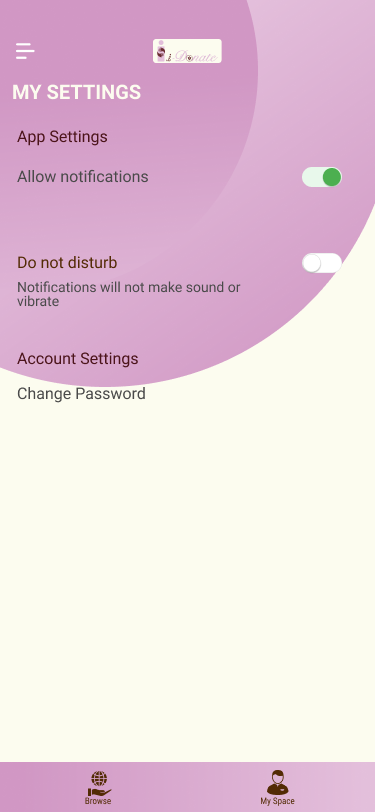 i Donate
MY SETTINGS
App Settings
Allow notifications
Do not disturb
Notifications will not make sound or
vibrate
Account Settings
Change Password
Browse
My Space